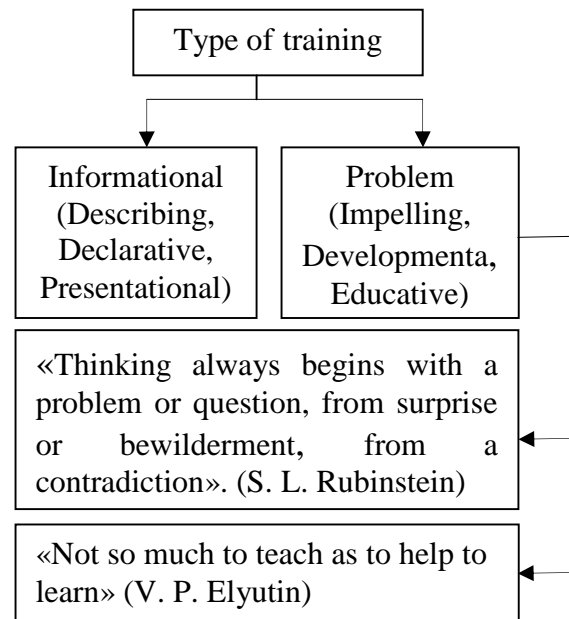 Type of training
Informational
(Describing,
Declarative,
Presentational)
Problem
(Impelling,
Developmenta,
Educative)
«Thinking always begins with a
problem or question, from surprise
or bewilderment, from a
contradiction». (S. L. Rubinstein)
«Not so much to teach as to help to
learn» (V. P. Elyutin)